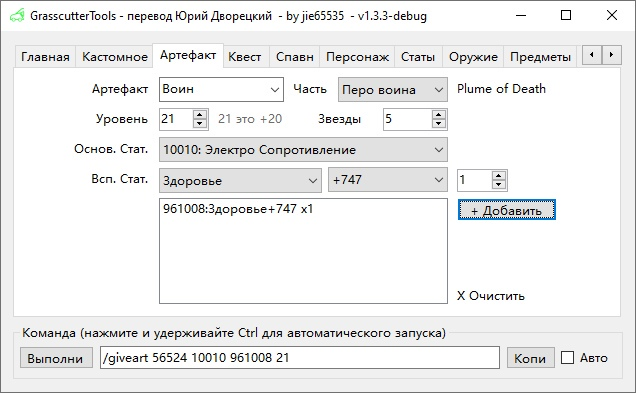 GrasscutterTools - перевод Юрий Дворецкий - by jie65535 - v1.3.3-debug
Главная Кастомное Артефакт Квест Спавн Персонаж Статы Оружие Предметы
Артефакт Воин Часть Перо воина Plume of Death
Уровень 21 21 это +20 Звезды 5
Основ. Стат. 10010: Электро Сопротивление
Всп. Стат. Здоровье +747 1
961008:Здоровье+747 x1
+ Добавить
X Очистить
Команда (нажмите и удерживайте Ctrl для автоматического запуска)
Выполни /giveart 56524 10010 961008 21 Копи Авто